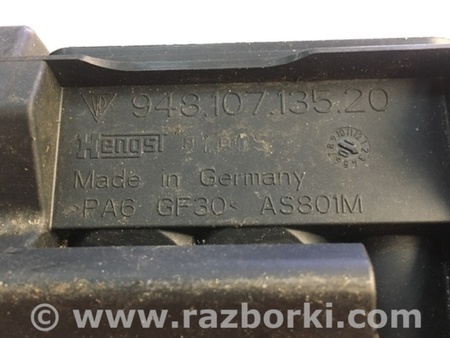 948.107.135.20
Hengst
Made in Germany
>PA6 GF30< AS801M
© www.razborki.com